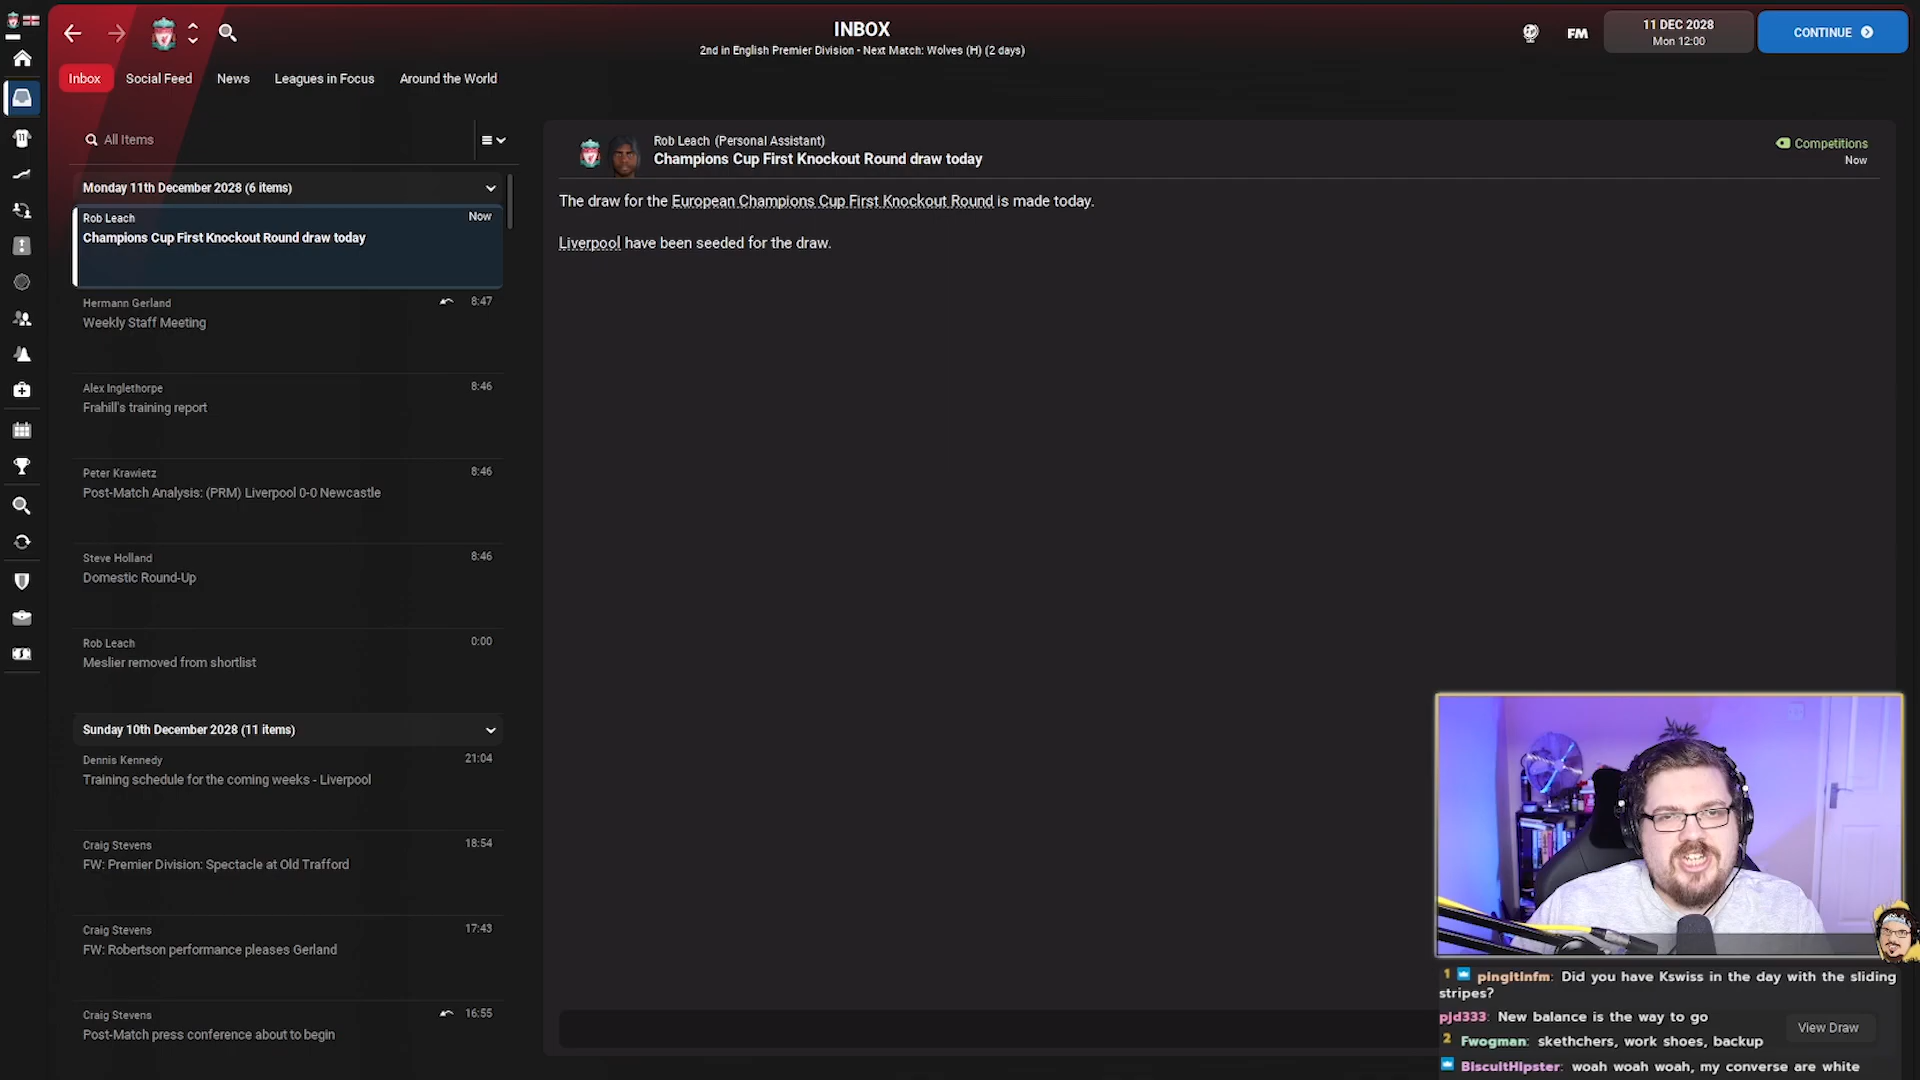 INBOX
2nd in English Premier Division - Next Match: Wolves (H) (2 days)
FM
11 DEC 2028
Mon 12:00
CONTINUE
Inbox
Social Feed
News
Leagues in Focus
Around the World
All Items
Monday 11th December 2028 (6 items)
Rob Leach
Now
Champions Cup First Knockout Round draw today
Hermann Gerland
8:47
Weekly Staff Meeting
Alex Inglethorpe
8:46
Frahill's training report
Peter Krawietz
8:46
Post-Match Analysis: (PRM) Liverpool 0-0 Newcastle
Steve Holland
8:46
Domestic Round-Up
Rob Leach
0:00
Meslier removed from shortlist
Sunday 10th December 2028 (11 items)
Dennis Kennedy
21:04
Training schedule for the coming weeks - Liverpool
Craig Stevens
18:54
FW: Premier Division: Spectacle at Old Trafford
Craig Stevens
17:43
FW: Robertson performance pleases Gerland
Craig Stevens
16:55
Post-Match press conference about to begin
Rob Leach (Personal Assistant)
Champions Cup First Knockout Round draw today
Competitions
Now
The draw for the European Champions Cup First Knockout Round is made today.
Liverpool have been seeded for the draw.
1 pingitinfm: Did you have Kswiss in the day with the sliding
stripes?
pjd333: New balance is the way to go
2 Fwogman: skethchers, work shoes, backup
BiscuitHipster: woah woah woah, my converse are white
View Draw